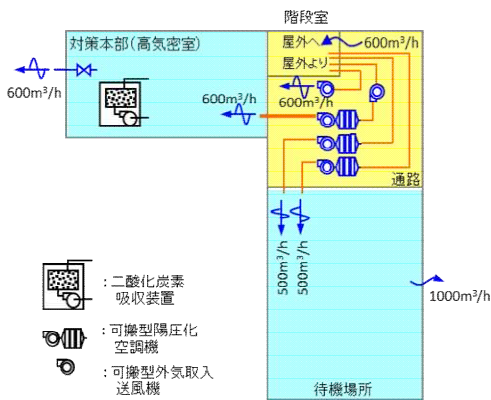 階段室
対策本部(高気密室)
屋外へ
600m³/h
屋外より
600m³/h
600m³/h
600m³/h
通路
500m³/h
500m³/h
1000m³/h
:二酸化炭素
吸収装置
:可搬型陽圧化
空調機
:可搬型外気取入
送風機
待機場所